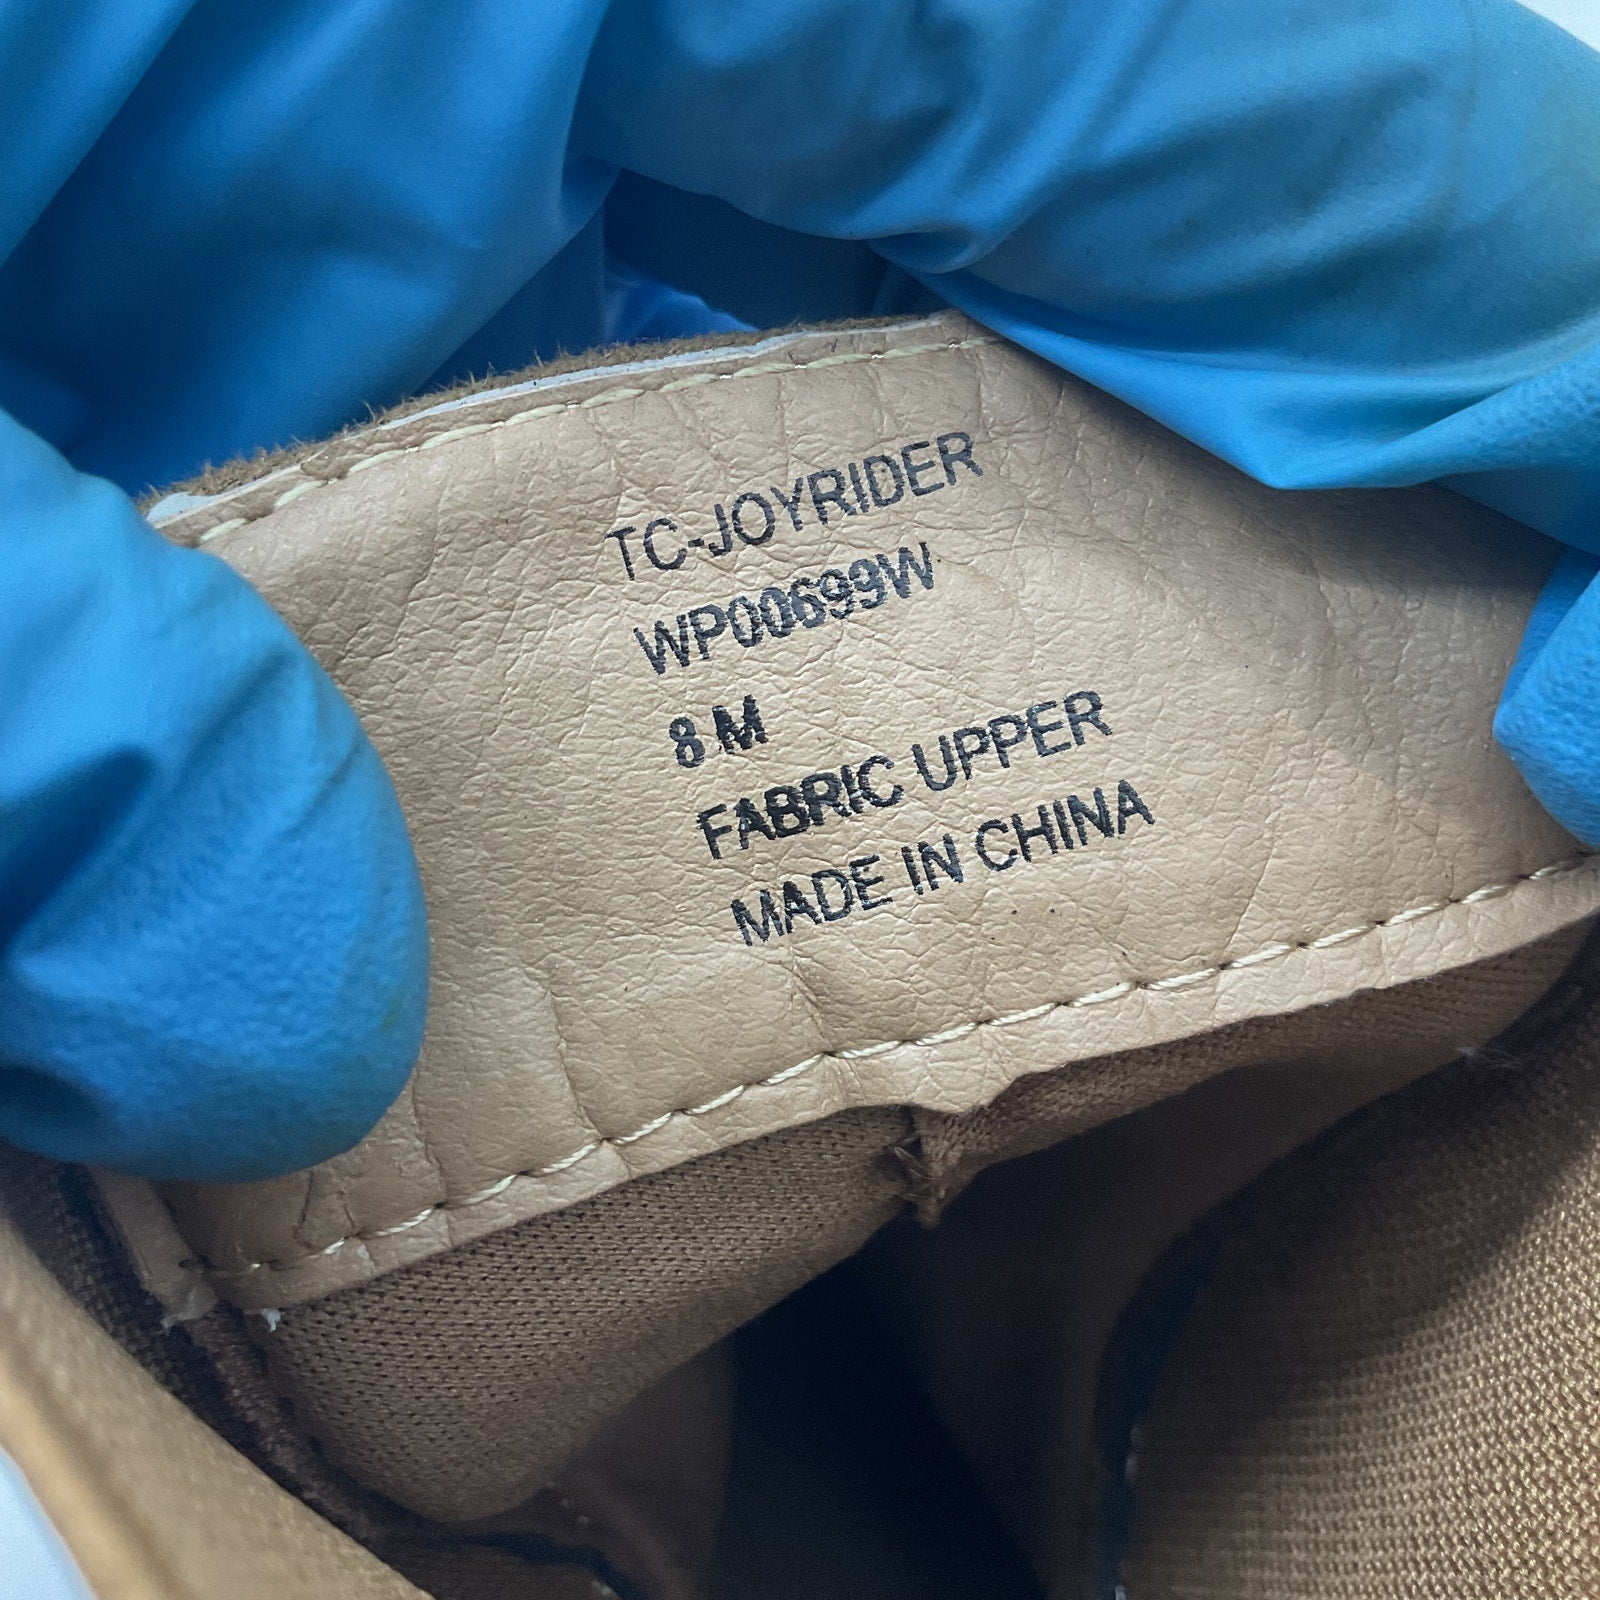 TC-JOYRIDER
WP00699W
8 M
FABRIC UPPER
MADE IN CHINA